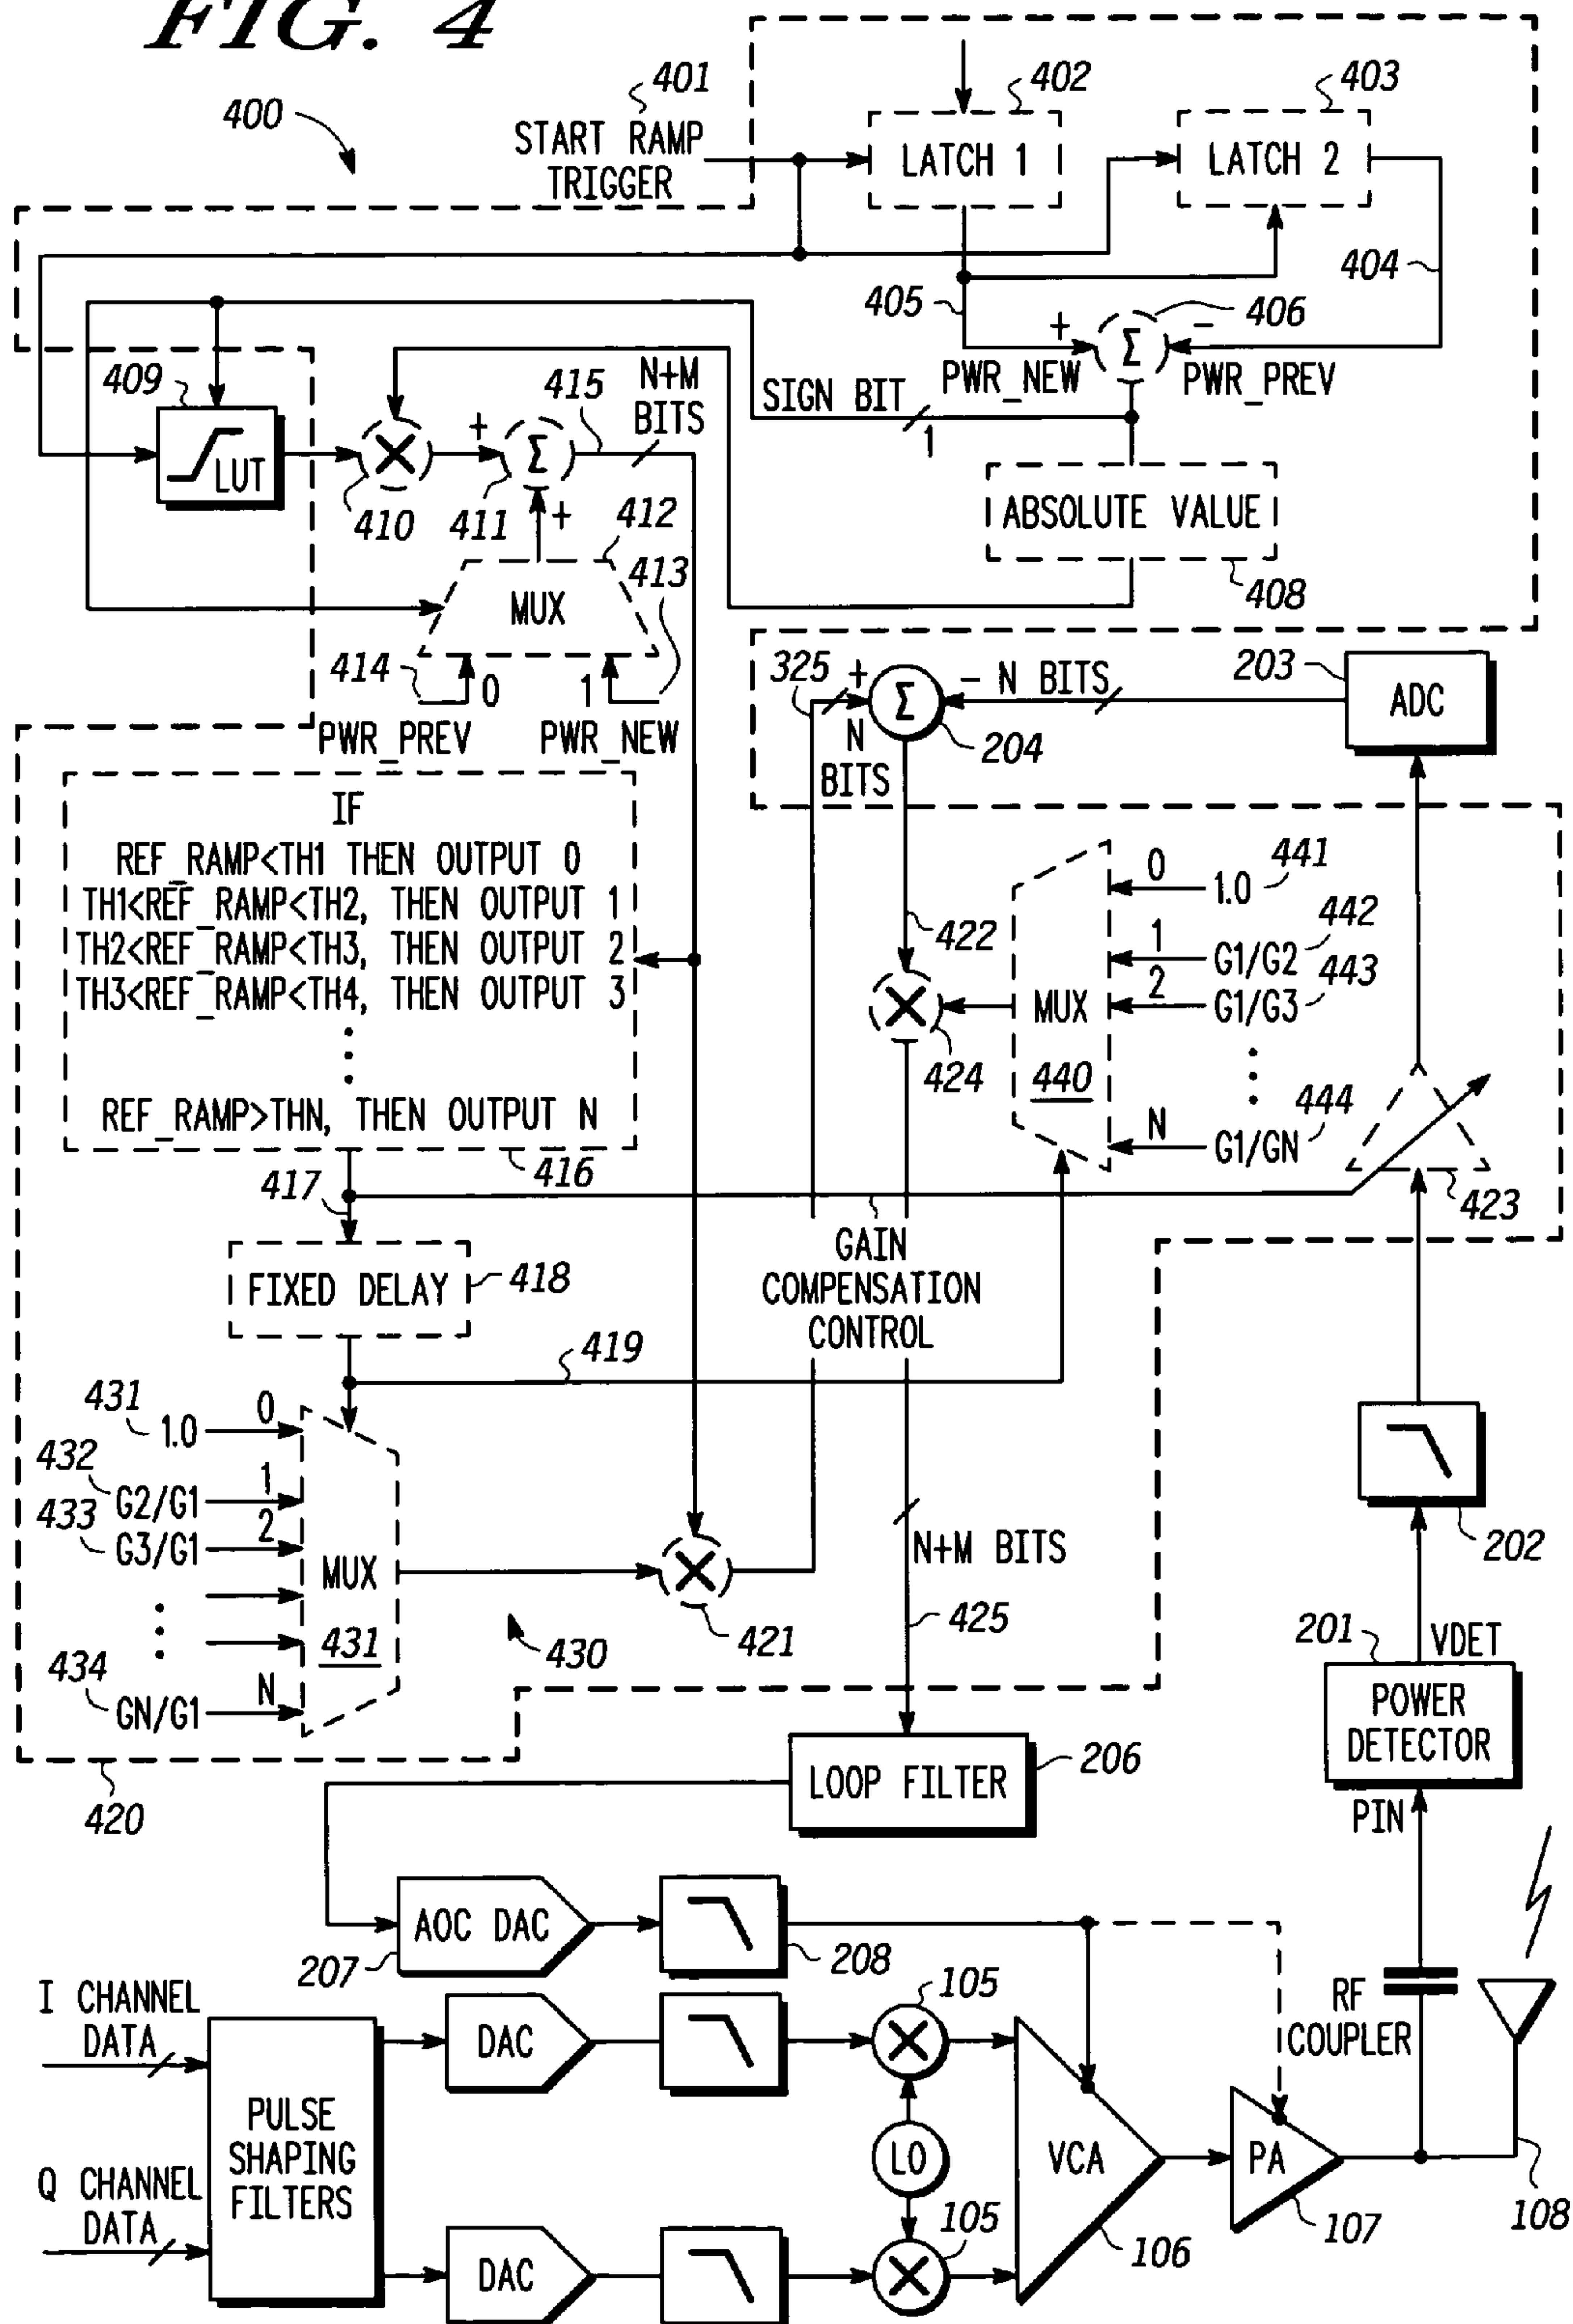 FIG. 4
400
401
START RAMP
TRIGGER
402
LATCH 1
403
LATCH 2
404
405
406
+
-
PWR_NEW
PWR_PREV
SIGN BIT
1
409
LUT
410
+
411
Σ
+
415
N+M
BITS
412
MUX
413
414
0
1
PWR_PREV
PWR_NEW
Σ
ABSOLUTE VALUE
408
325
+
N
BITS
Σ
- N BITS
204
203
ADC
IF
REF_RAMP<TH1 THEN OUTPUT 0
TH1<REF_RAMP<TH2, THEN OUTPUT 1
TH2<REF_RAMP<TH3, THEN OUTPUT 2
TH3<REF_RAMP<TH4, THEN OUTPUT 3
REF_RAMP>THN, THEN OUTPUT N
416
417
422
424
MUX
440
0
1.0
441
1
G1/G2
442
2
G1/G3
443
N
G1/GN
444
423
FIXED DELAY
418
419
GAIN
COMPENSATION
CONTROL
431
1.0
0
432
G2/G1
1
433
G3/G1
2
434
GN/G1
N
MUX
431
430
421
N+M BITS
425
420
202
201
VDET
POWER
DETECTOR
PIN
LOOP FILTER
206
AOC DAC
207
208
I CHANNEL
DATA
Q CHANNEL
DATA
PULSE
SHAPING
FILTERS
DAC
DAC
105
LO
105
VCA
106
PA
107
RF
COUPLER
108